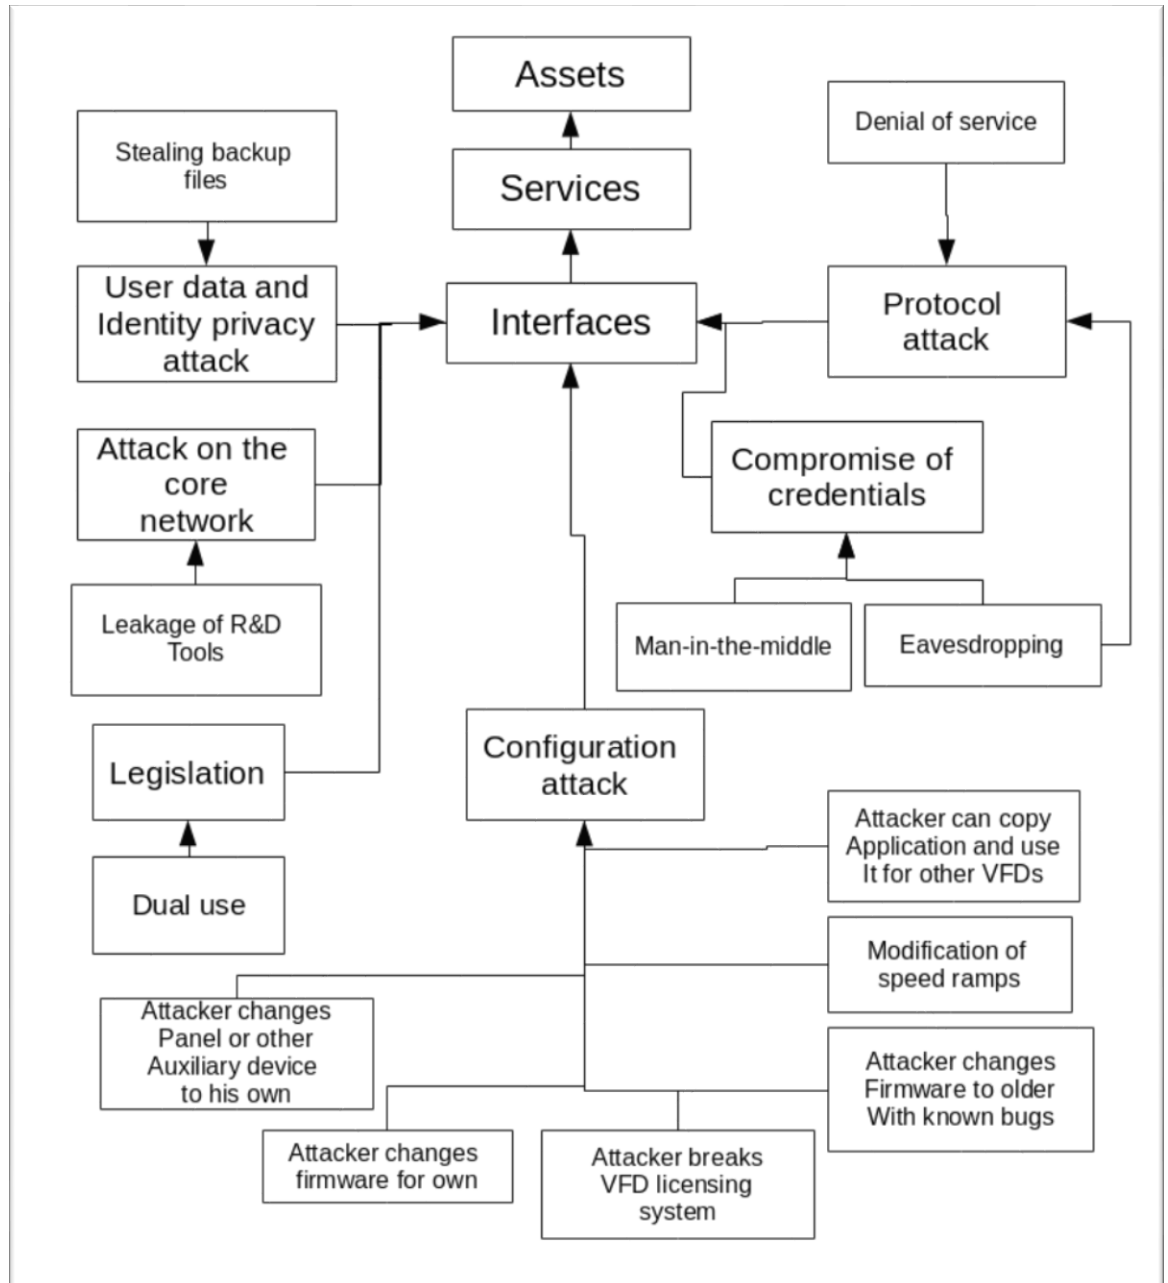 Assets
Denial of service
Stealing backup
files
Services
User data and
Identity privacy
attack
Interfaces
Protocol
attack
Attack on the
core
network
Compromise of
credentials
Leakage of R&D
Tools
Man-in-the-middle
Eavesdropping
Legislation
Configuration
attack
Attacker can copy
Application and use
It for other VFDs
Dual use
Modification of
speed ramps
Attacker changes
Panel or other
Auxiliary device
to his own
Attacker changes
Firmware to older
With known bugs
Attacker changes
firmware for own
Attacker breaks
VFD licensing
system